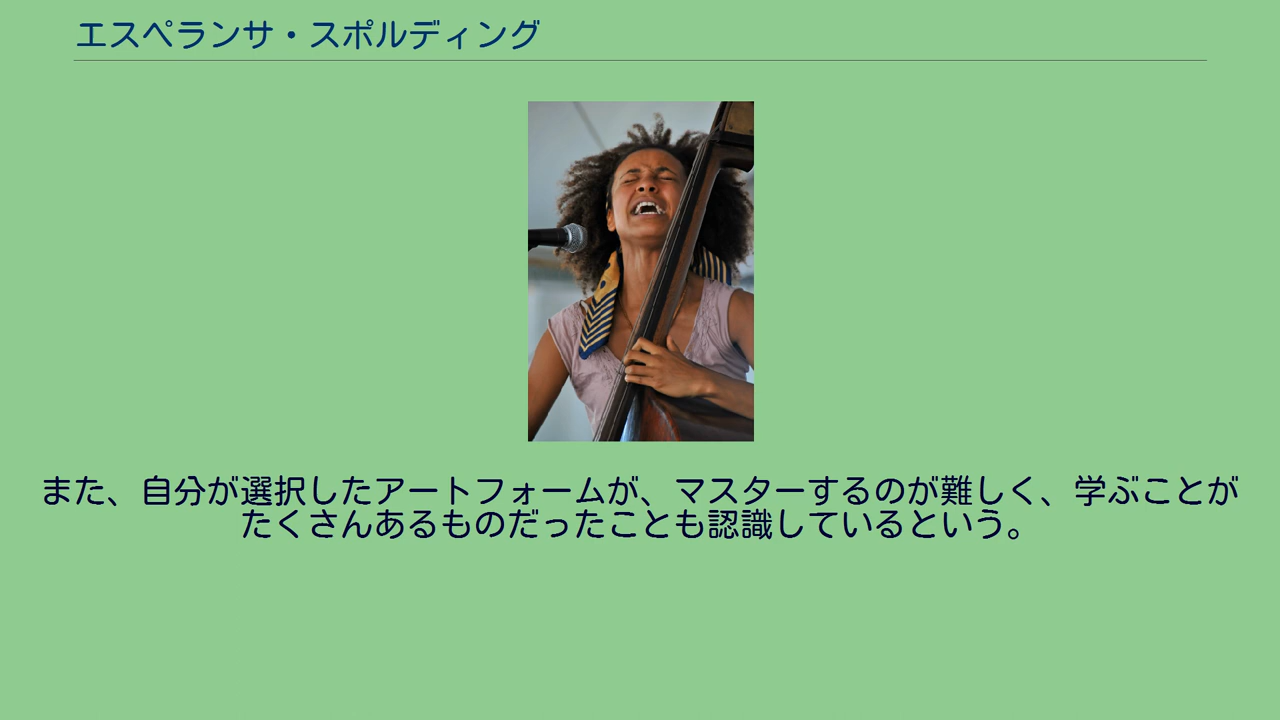 エスペランサ・スポルディング
また、自分が選択したアートフォームが、マスターするのが難しく、学ぶことが
たくさんあるものだったことも認識しているという。